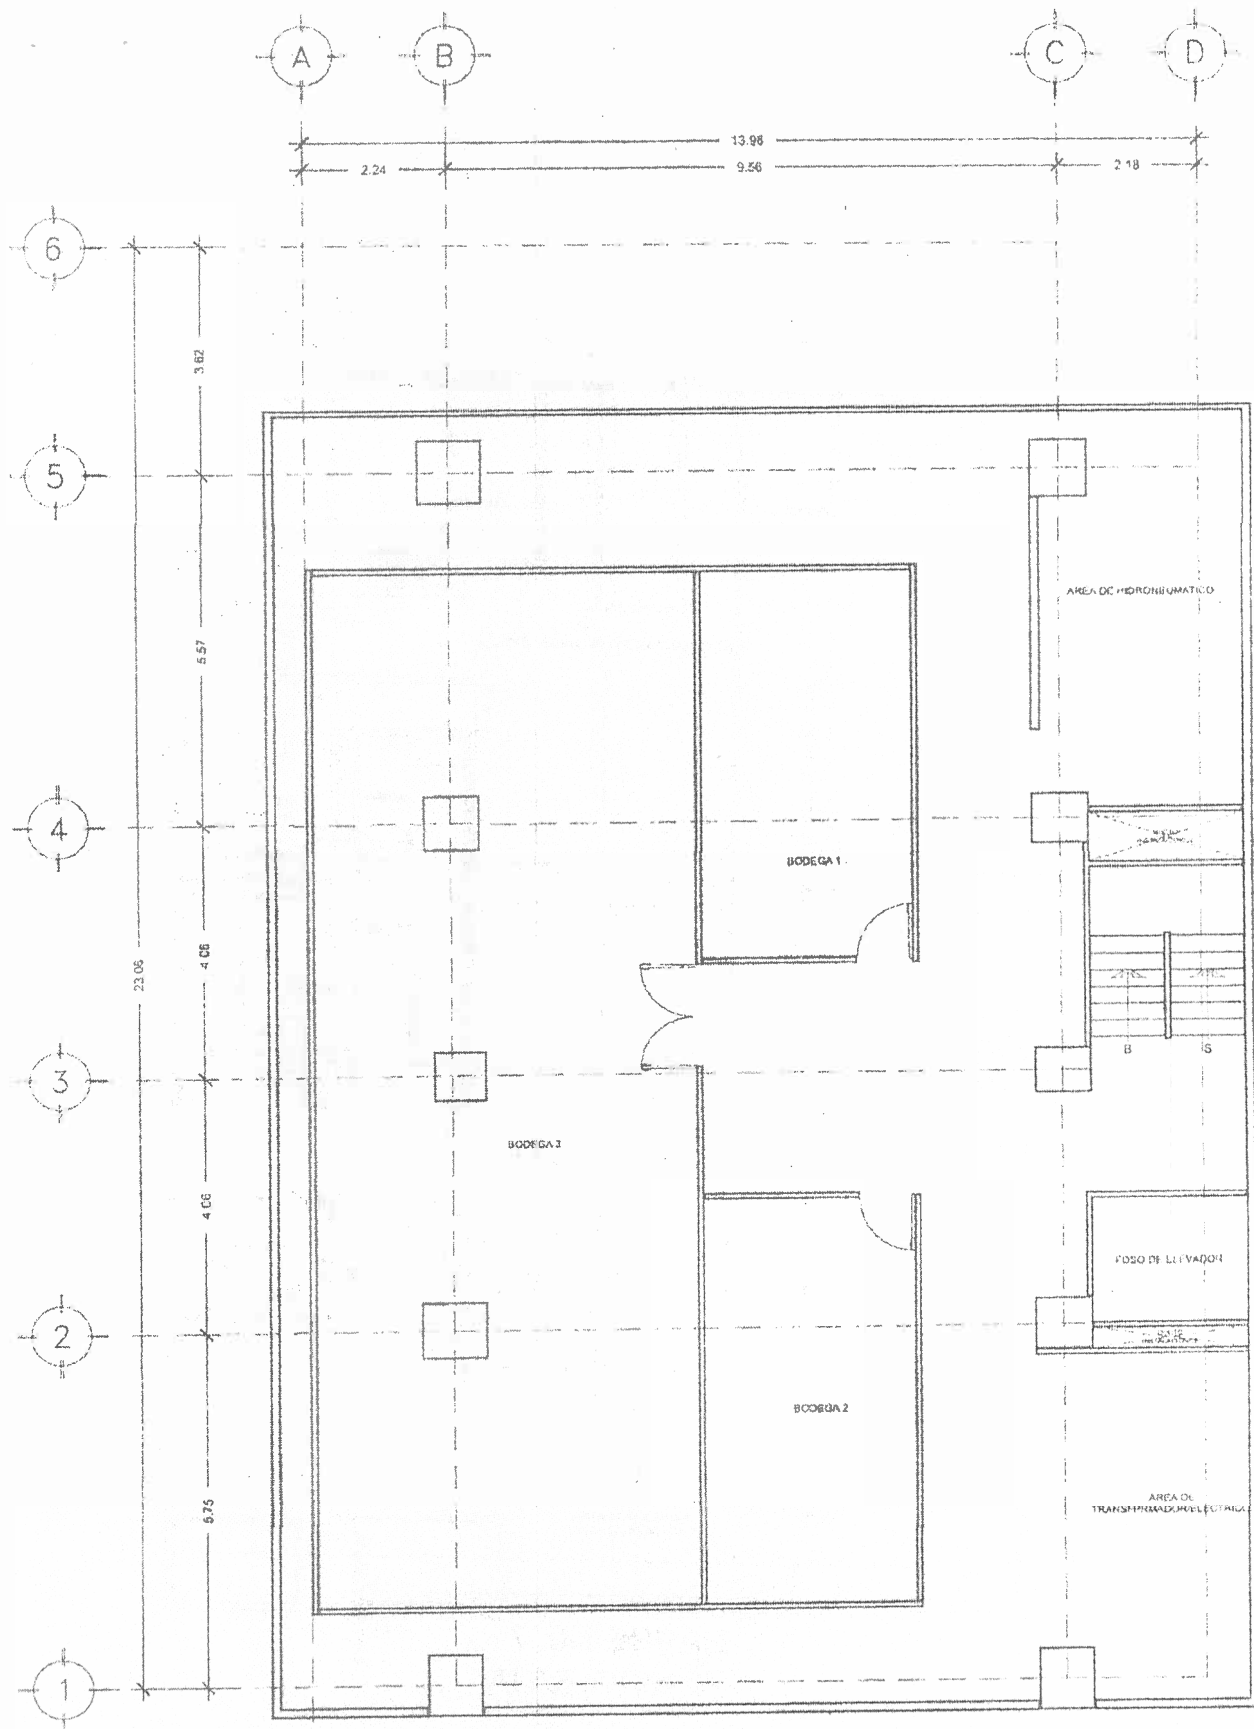 A B C D
13.98
2.24 9.56 2.18
6
3.62
5
AREA DE HIDRONEUMATICO
5.57
4
BODEGA 1
4.06
23.06
B S
3
BODEGA 3
4.06
FOSO DE ELEVADOR
2
BODEGA 2
5.75
AREA DE
TRANSFORMADOR/ELECTRICO
1